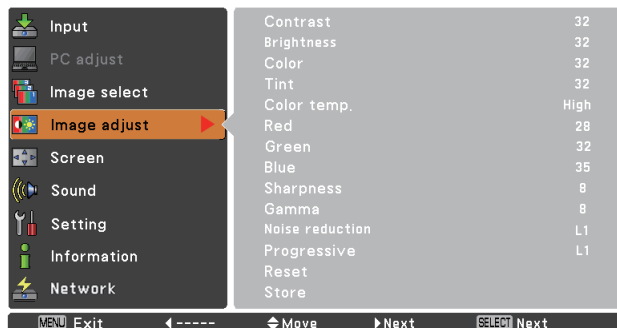 Input
PC adjust
Image select
Image adjust
Screen
Sound
Setting
Information
Network
Contrast 32
Brightness 32
Color 32
Tint 32
Color temp. High
Red 28
Green 32
Blue 35
Sharpness 8
Gamma 8
Noise reduction L1
Progressive L1
Reset
Store
MENU Exit ----- Move Next SELECT Next